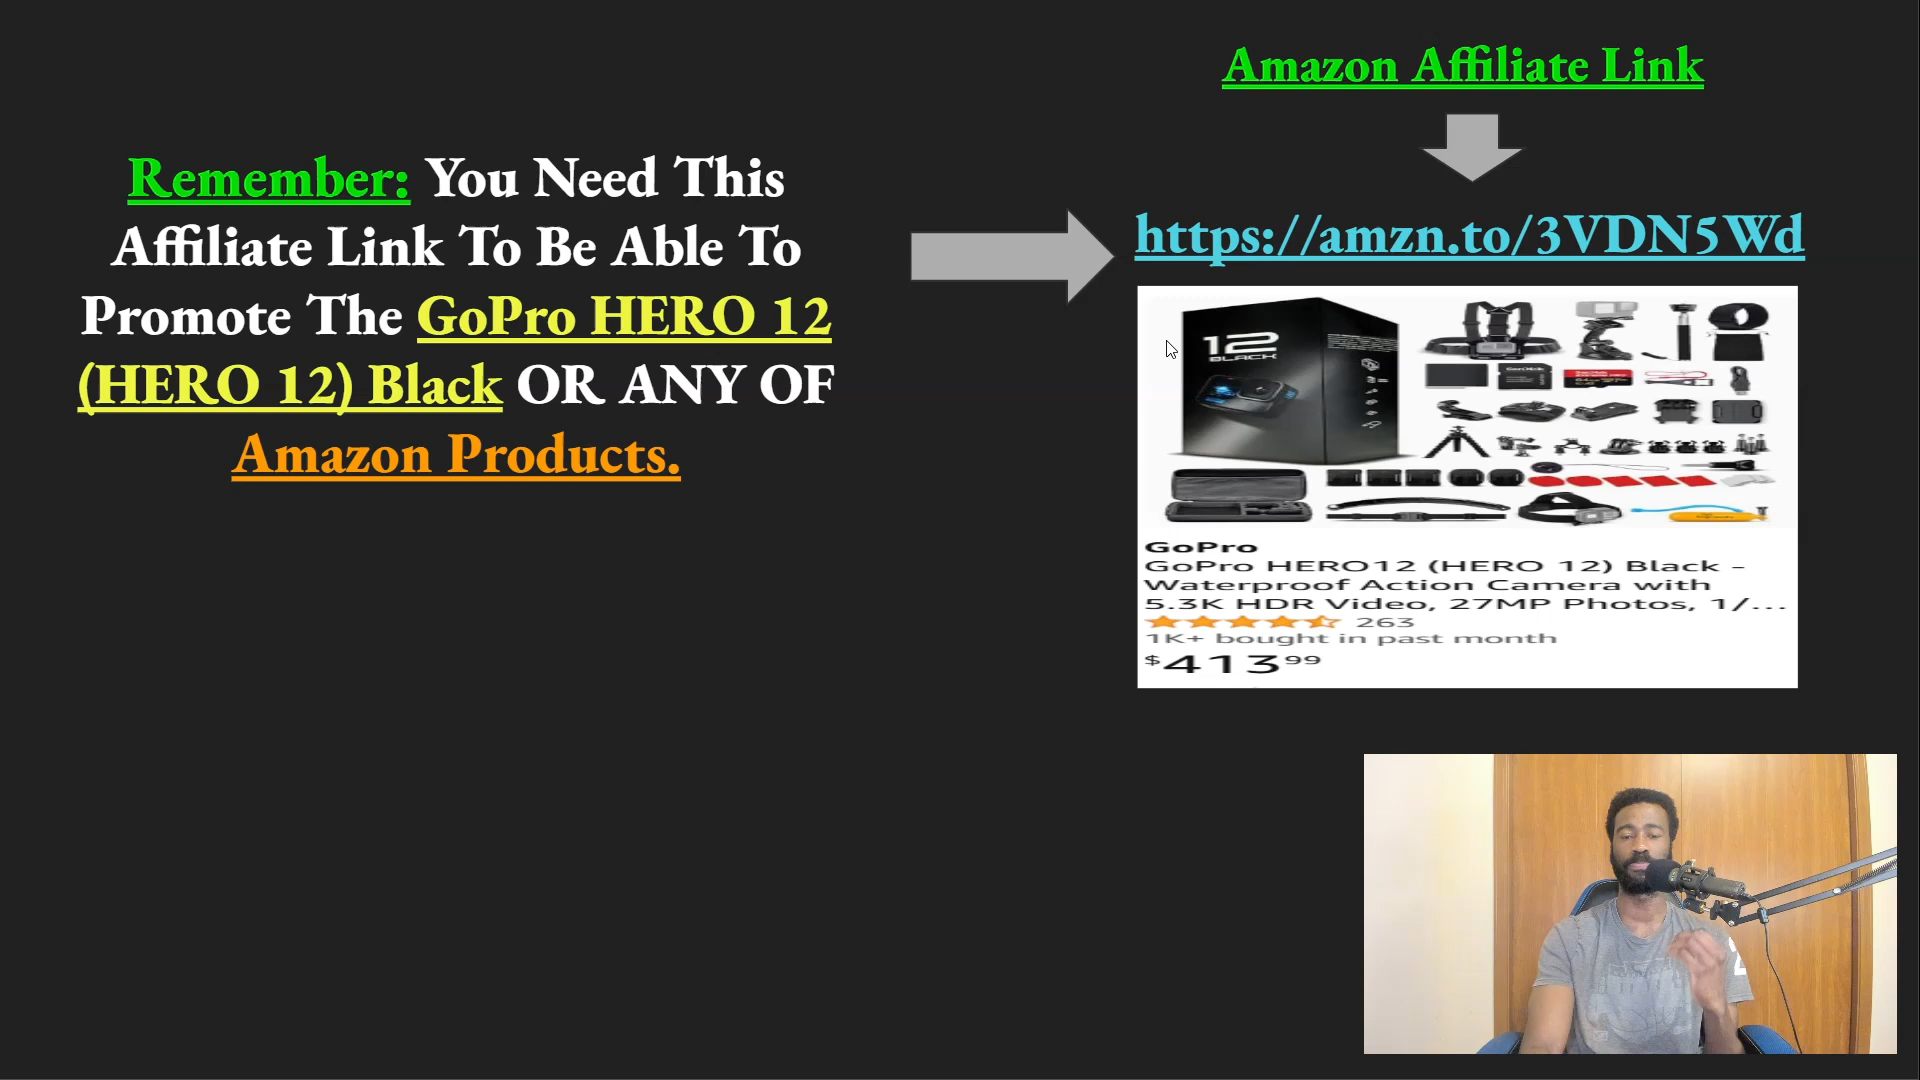 Amazon Affiliate Link
Remember: You Need This
Affiliate Link To Be Able To
Promote The GoPro HERO 12
(HERO 12) Black OR ANY OF
Amazon Products.
https://amzn.to/3VDN5Wd
12
BLACK
SanDisk
GoPro
GoPro HERO12 (HERO 12) Black -
Waterproof Action Camera with
5.3K HDR Video, 27MP Photos, 1/...
263
1K+ bought in past month
$41399